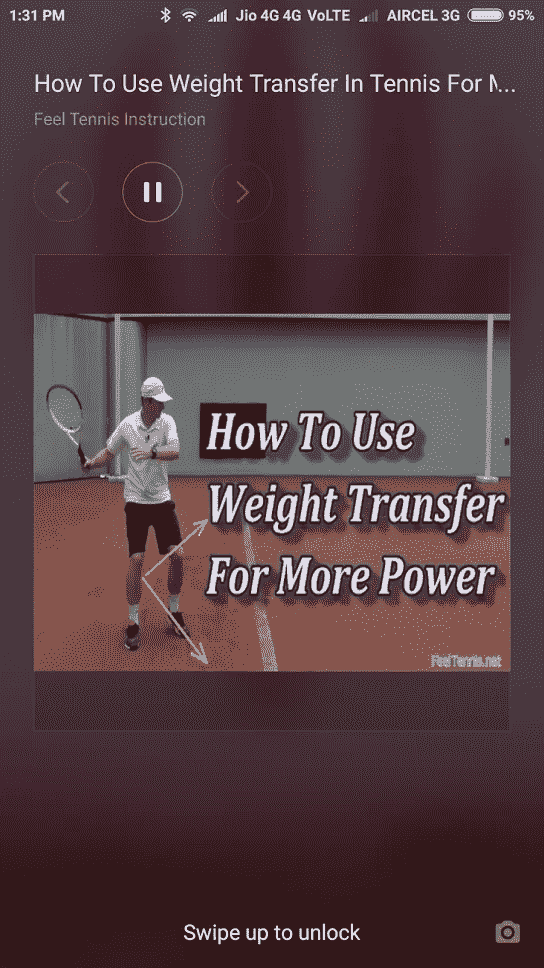 1:31 PM Jio 4G 4G VoLTE AIRCEL 3G 95%
How To Use Weight Transfer In Tennis For M...
Feel Tennis Instruction
How To Use
Weight Transfer
For More Power
FeelTennis.net
Swipe up to unlock